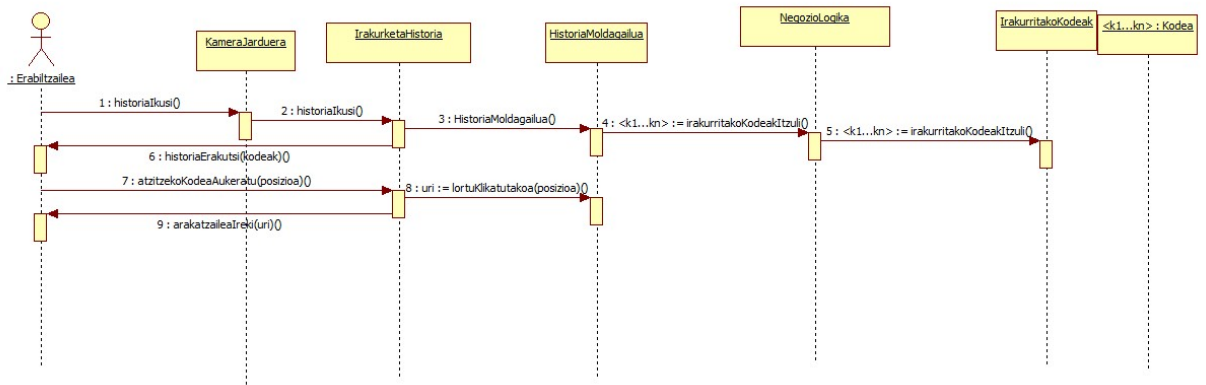 : Erabiltzailea
KameraJarduera
IrakurketaHistoria
HistoriaMoldagailua
NegozioLogika
IrakurritakoKodeak
<k1...kn> : Kodea
1 : historiaIkusi()
2 : historiaIkusi()
3 : HistoriaMoldagailua()
4 : <k1...kn> := irakurritakoKodeakItzuli()
5 : <k1...kn> := irakurritakoKodeakItzuli()
6 : historiaErakutsi(kodeak)()
7 : atzitzekoKodeaAukeratu(posizioa)()
8 : uri := lortuKlikatutakoa(posizioa)()
9 : arakatzaileaIreki(uri)()